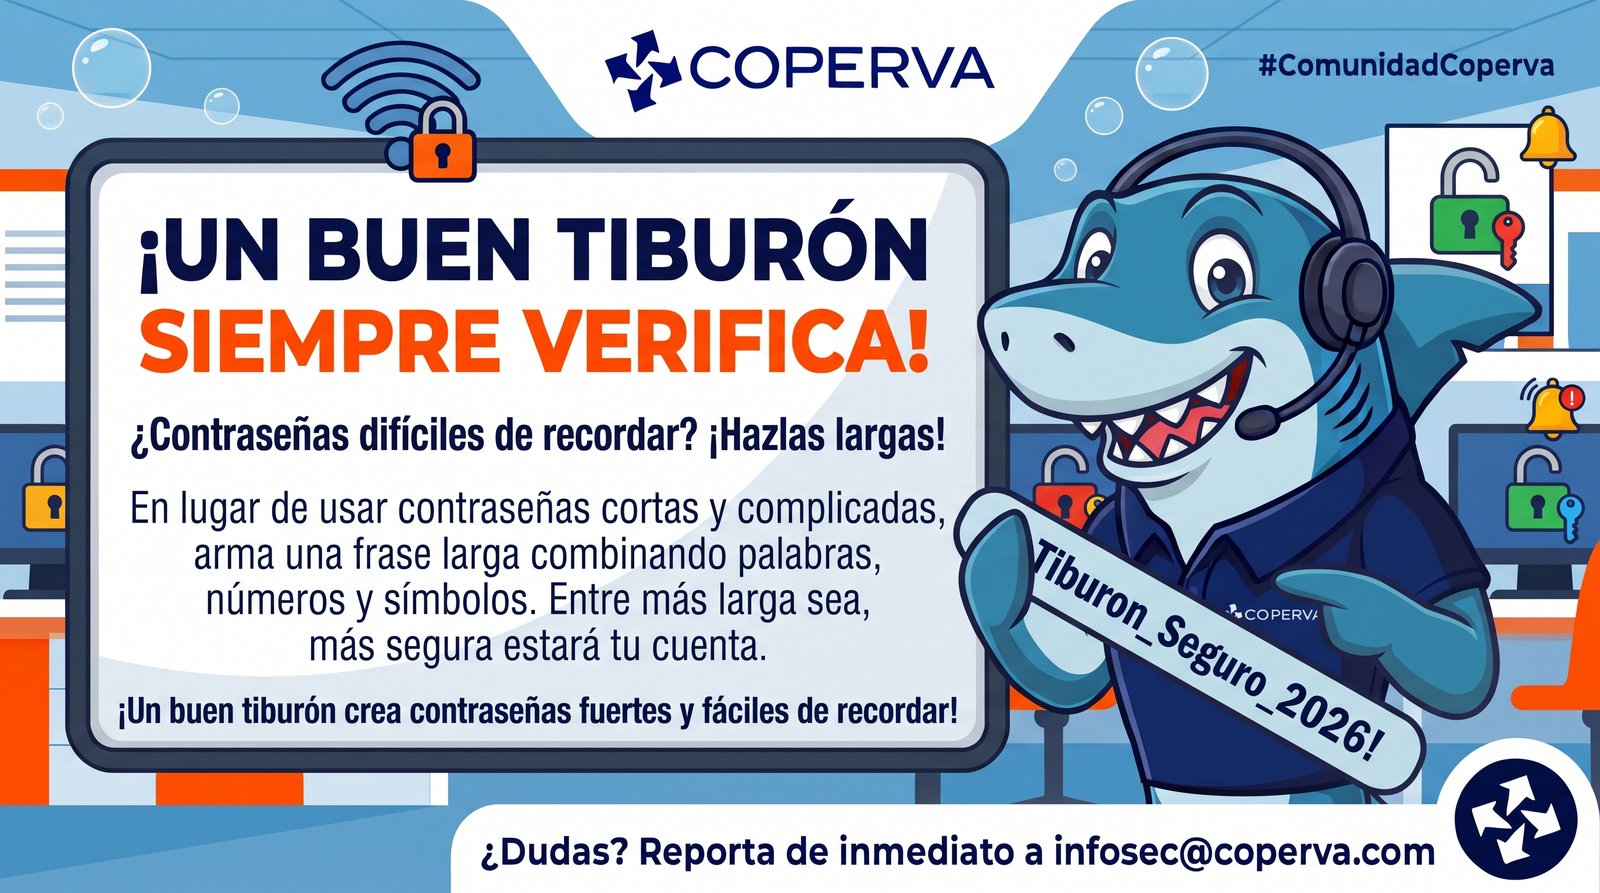 COPERVA
#ComunidadCoperva
¡UN BUEN TIBURÓN
SIEMPRE VERIFICA!
¿Contraseñas difíciles de recordar? ¡Hazlas largas!
En lugar de usar contraseñas cortas y complicadas,
arma una frase larga combinando palabras,
números y símbolos. Entre más larga sea,
más segura estará tu cuenta.
¡Un buen tiburón crea contraseñas fuertes y fáciles de recordar!
COPERVA
Tiburon_Seguro_2026!
¿Dudas? Reporta de inmediato a infosec@coperva.com